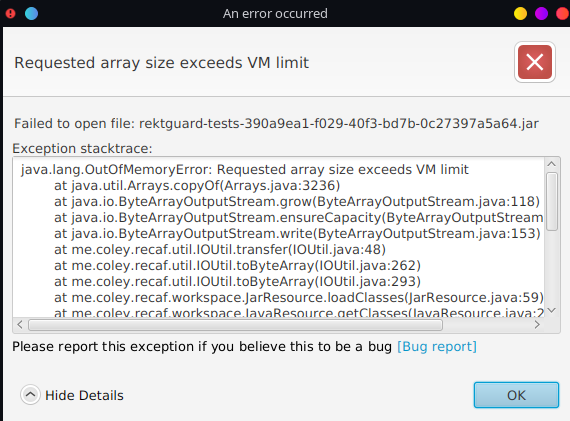 An error occurred
Requested array size exceeds VM limit
Failed to open file: rektguard-tests-390a9ea1-f029-40f3-bd7b-0c27397a5a64.jar
Exception stacktrace:
java.lang.OutOfMemoryError: Requested array size exceeds VM limit
at java.util.Arrays.copyOf(Arrays.java:3236)
at java.io.ByteArrayOutputStream.grow(ByteArrayOutputStream.java:118)
at java.io.ByteArrayOutputStream.ensureCapacity(ByteArrayOutputStream
at java.io.ByteArrayOutputStream.write(ByteArrayOutputStream.java:153)
at me.coley.recaf.util.IOUtil.transfer(IOUtil.java:48)
at me.coley.recaf.util.IOUtil.toByteArray(IOUtil.java:262)
at me.coley.recaf.util.IOUtil.toByteArray(IOUtil.java:293)
at me.coley.recaf.workspace.JarResource.loadClasses(JarResource.java:59)
at me.coley.recaf.workspace.JavaResource.getClasses(JavaResource.java:2
Please report this exception if you believe this to be a bug [Bug report]
Hide Details
OK